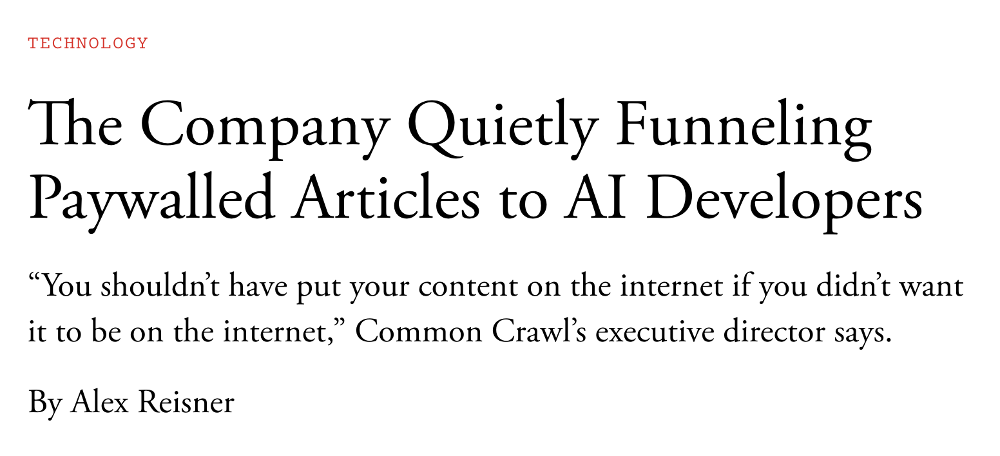 TECHNOLOGY
The Company Quietly Funneling
Paywalled Articles to AI Developers
“You shouldn’t have put your content on the internet if you didn’t want
it to be on the internet,” Common Crawl’s executive director says.
By Alex Reisner